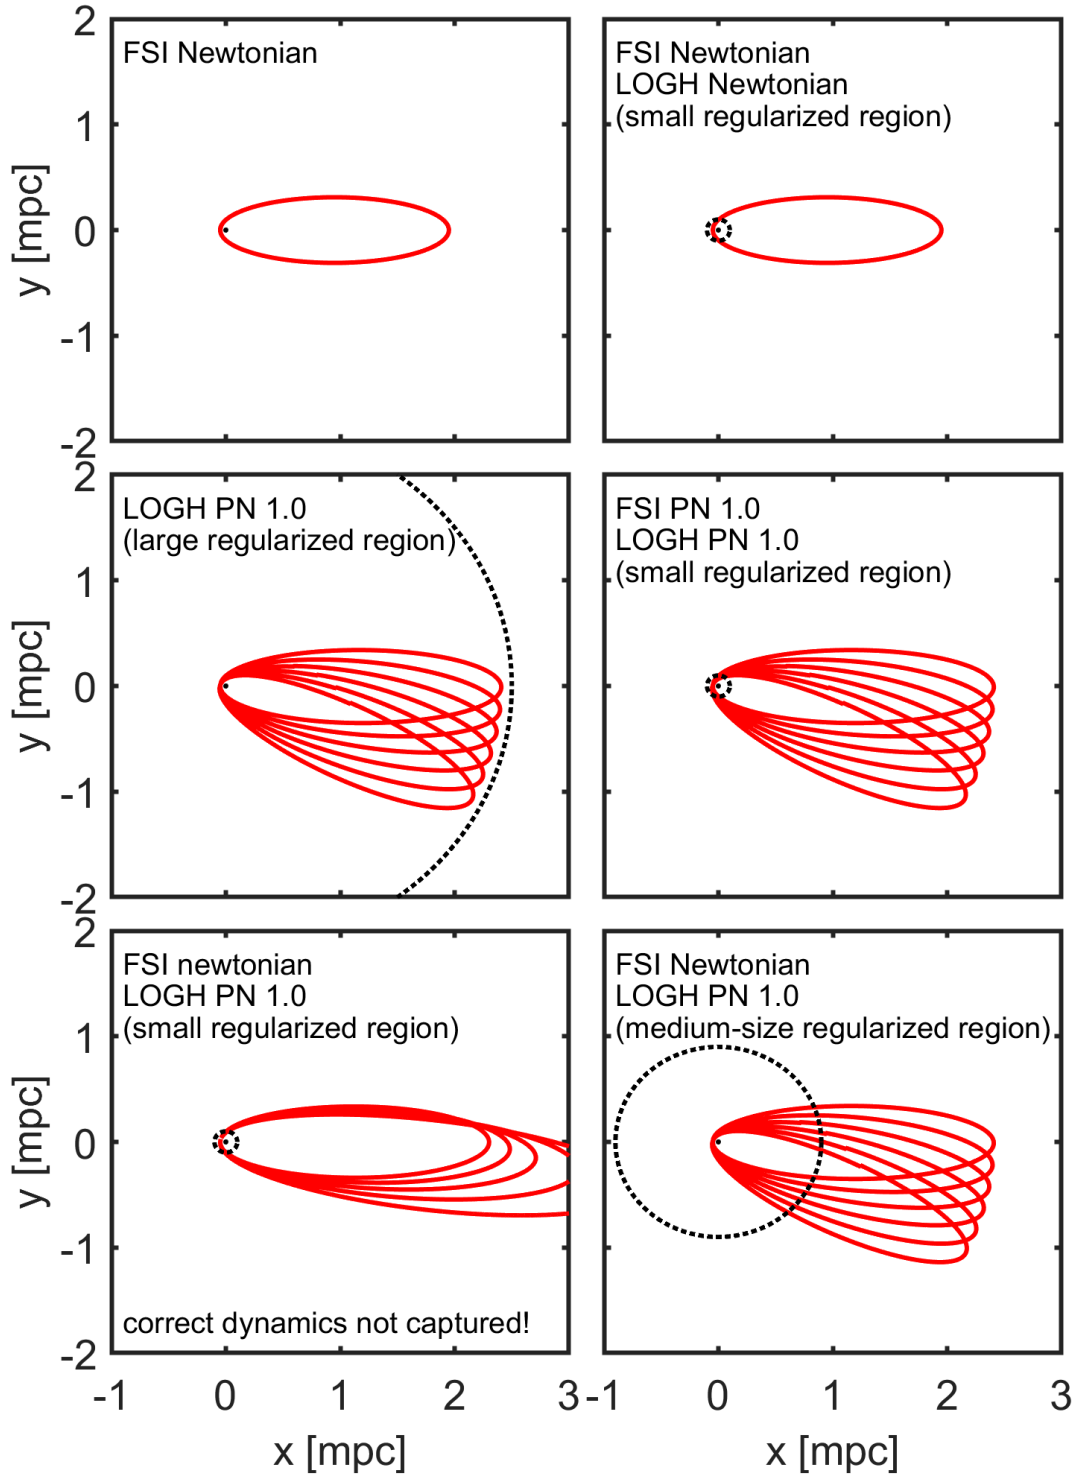 2
FSI Newtonian
1
y [mpc]
0
-1
-2
FSI Newtonian
LOGH Newtonian
(small regularized region)
2
LOGH PN 1.0
(large regularized region)
1
y [mpc]
0
-1
-2
FSI PN 1.0
LOGH PN 1.0
(small regularized region)
2
FSI newtonian
LOGH PN 1.0
(small regularized region)
1
y [mpc]
0
-1
correct dynamics not captured!
-2
-1 0 1 2 3
x [mpc]
FSI Newtonian
LOGH PN 1.0
(medium-size regularized region)
-1 0 1 2 3
x [mpc]